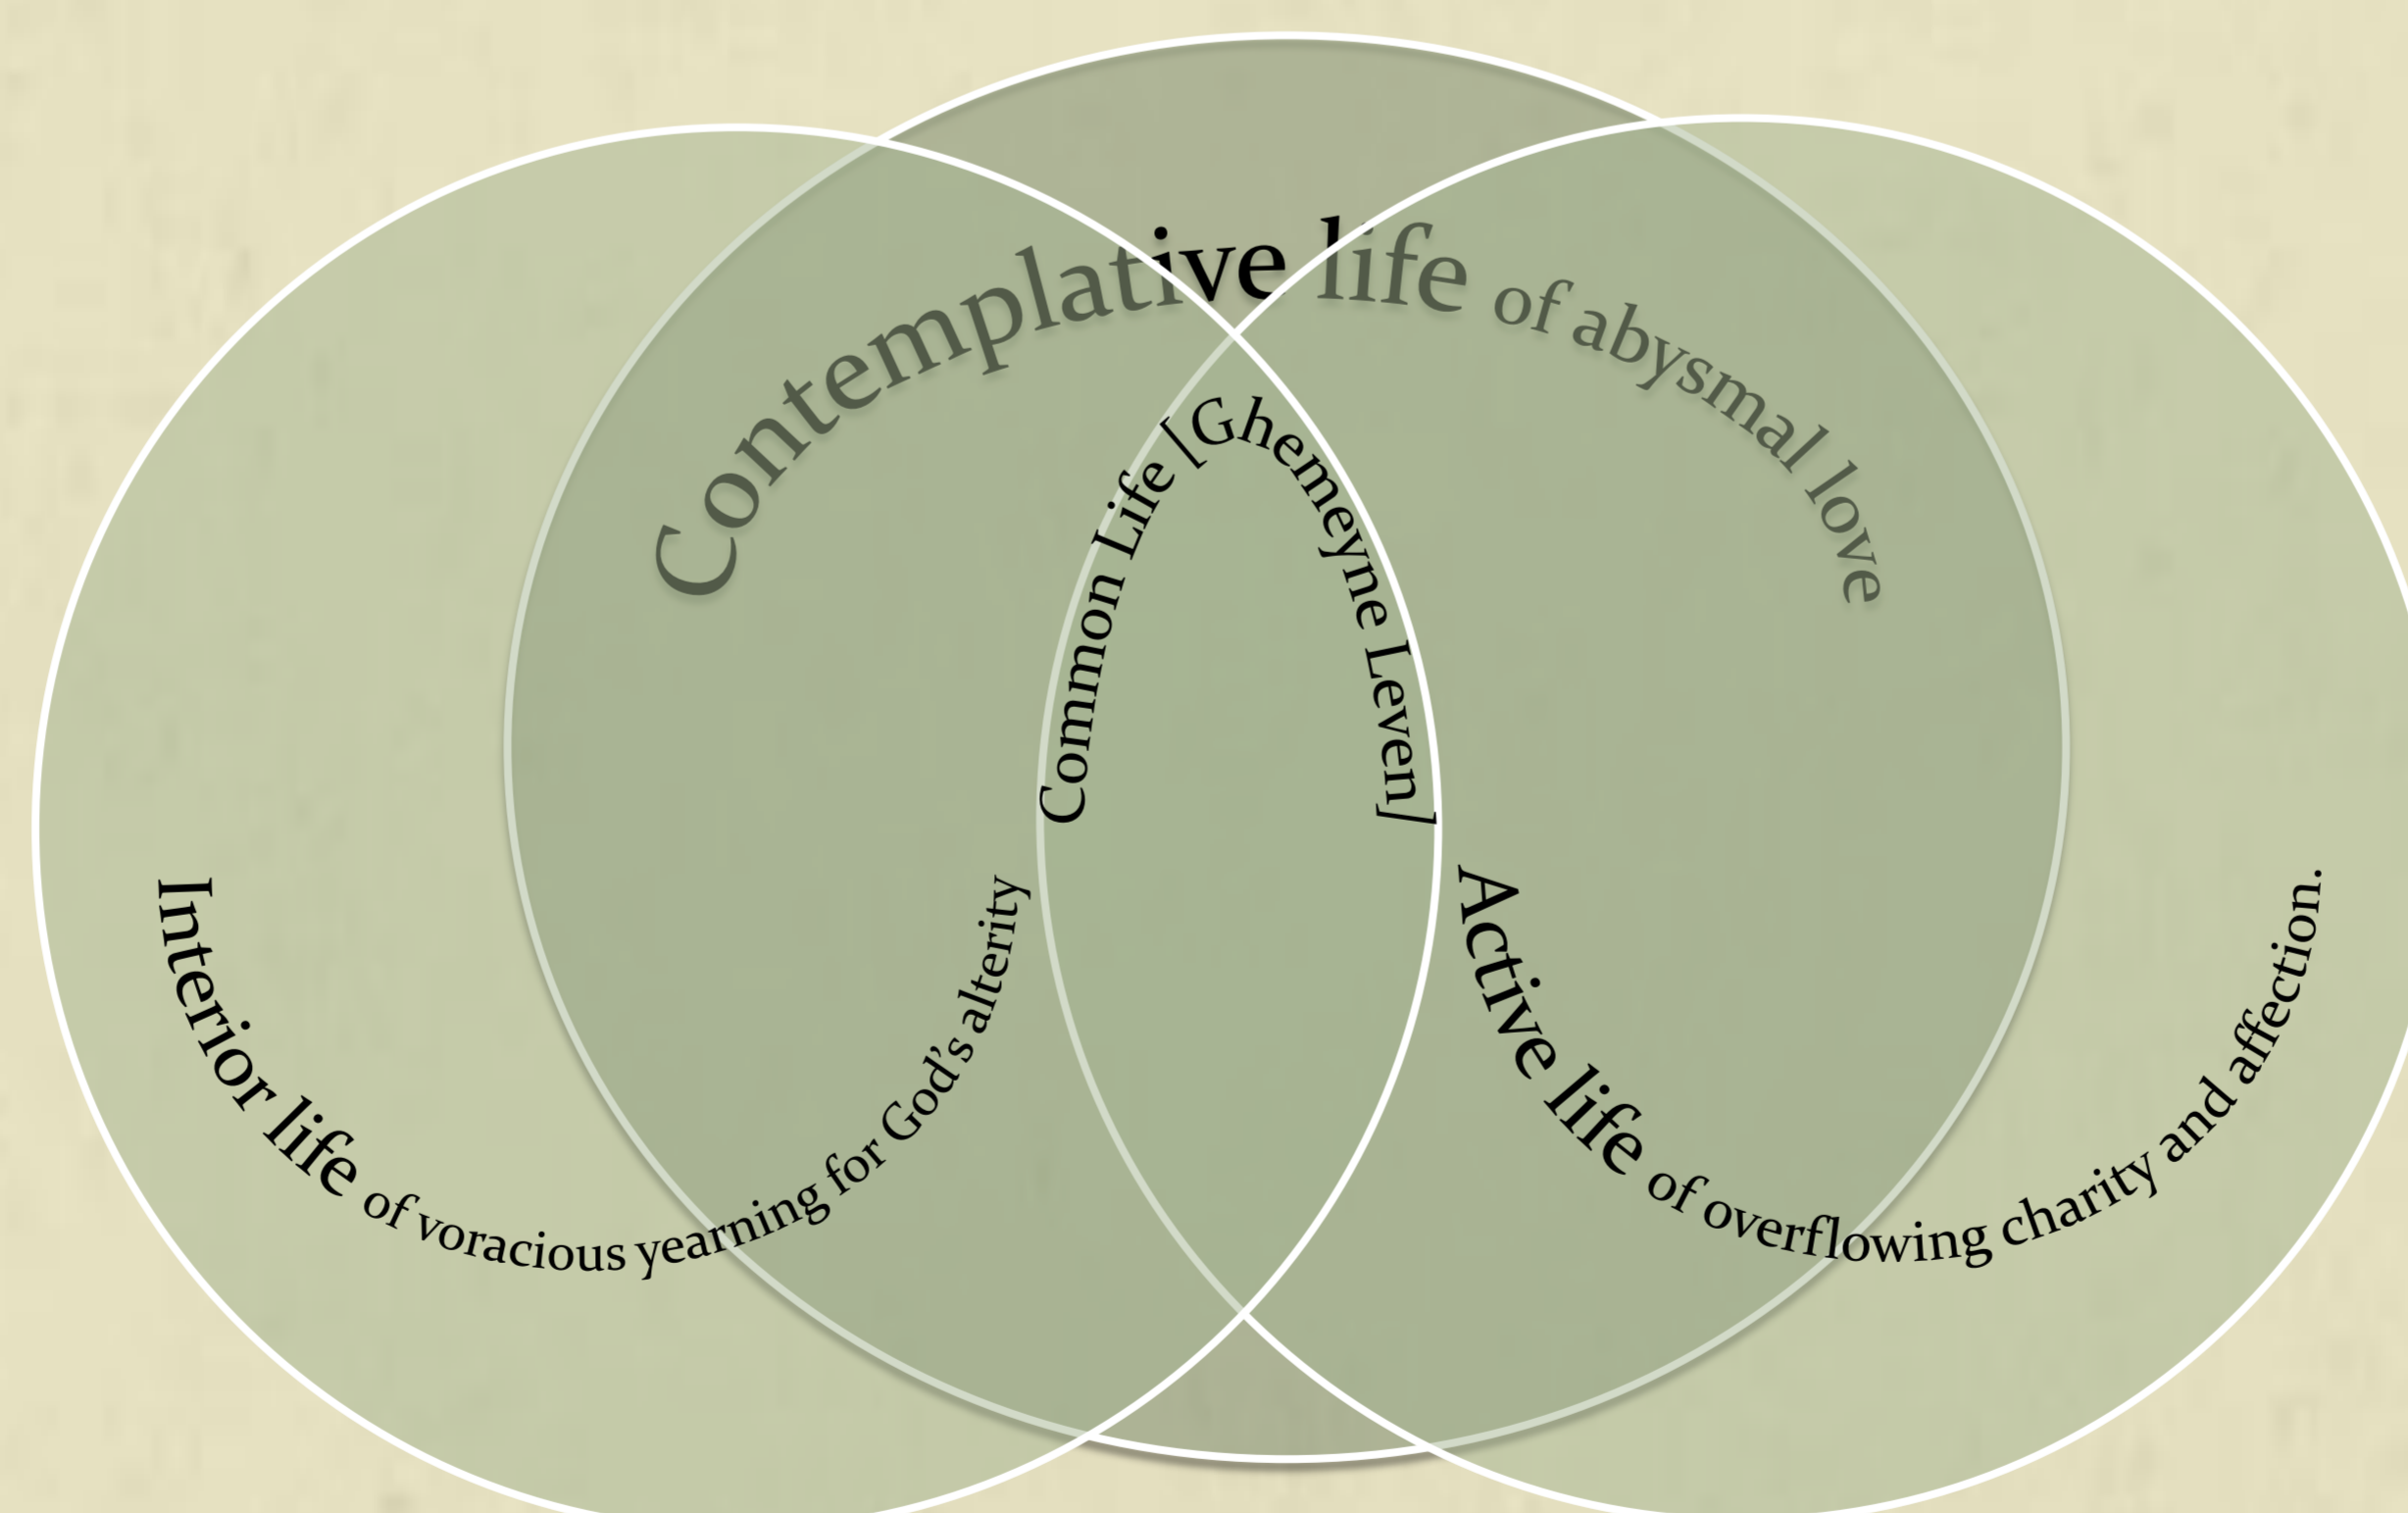 Contemplative life of abysmal love
Common Life [Ghemeyne Leven]
Interior life of voracious yearning for God’s alterity
Active life of overflowing charity and affection.